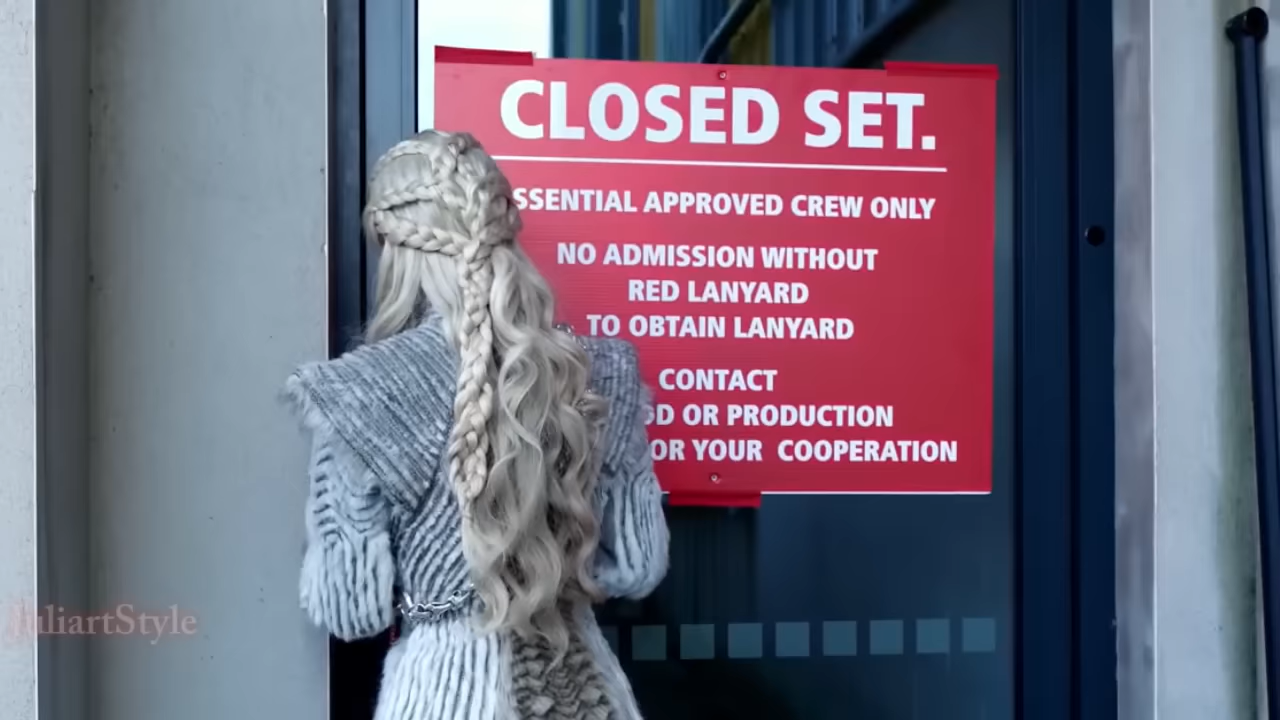 CLOSED SET.
SSENTIAL APPROVED CREW ONLY
NO ADMISSION WITHOUT
RED LANYARD
TO OBTAIN LANYARD
CONTACT
OR PRODUCTION
OR YOUR COOPERATION
JuliartStyle